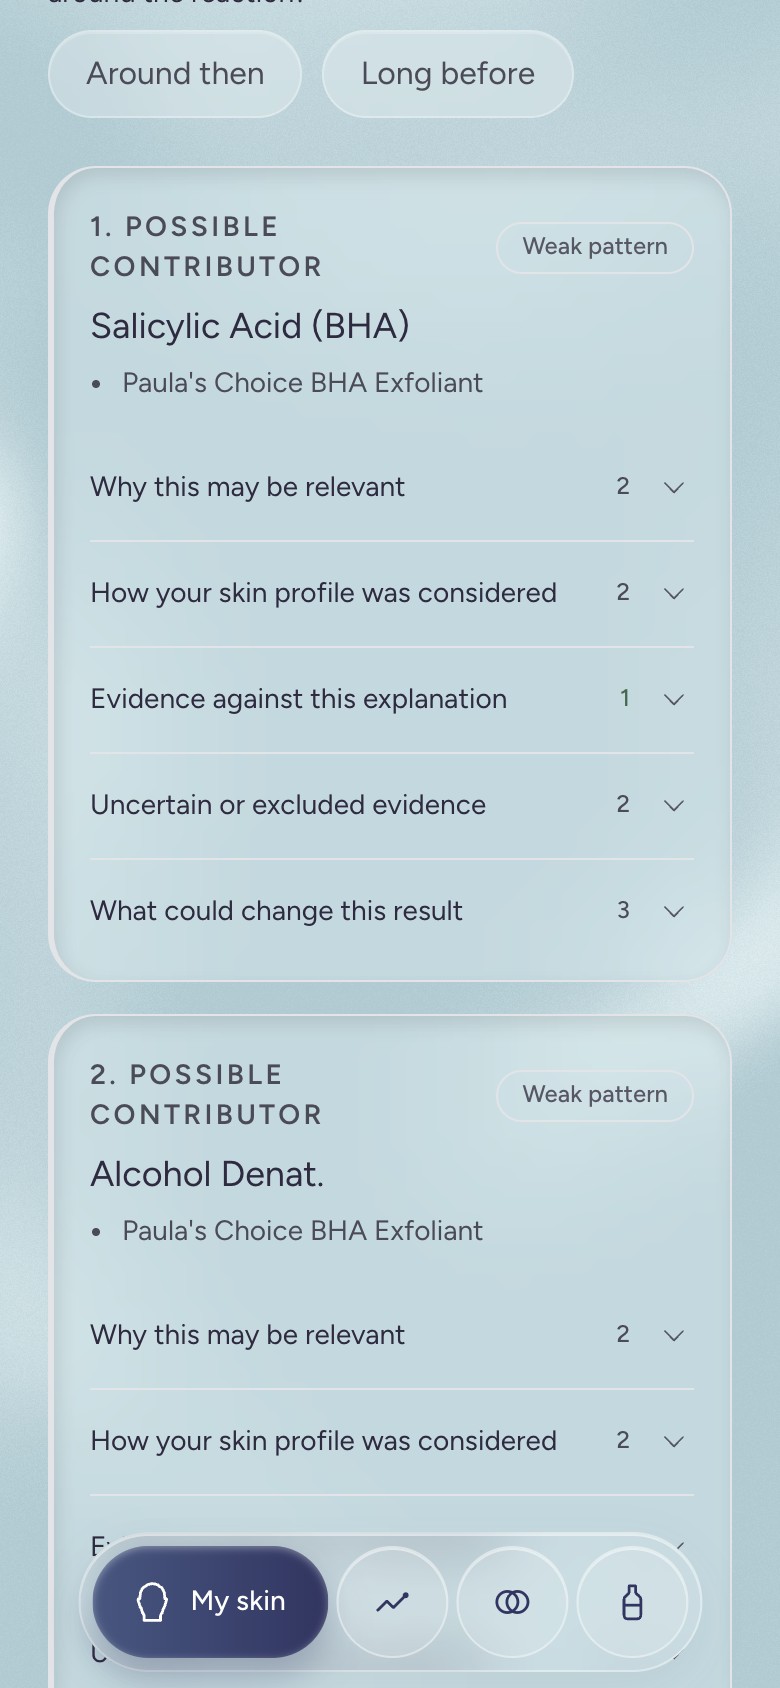 around the reaction.
Around then
Long before
1. POSSIBLE
CONTRIBUTOR
Weak pattern
Salicylic Acid (BHA)
• Paula's Choice BHA Exfoliant
Why this may be relevant 2
How your skin profile was considered 2
Evidence against this explanation 1
Uncertain or excluded evidence 2
What could change this result 3
2. POSSIBLE
CONTRIBUTOR
Weak pattern
Alcohol Denat.
• Paula's Choice BHA Exfoliant
Why this may be relevant 2
How your skin profile was considered 2
My skin